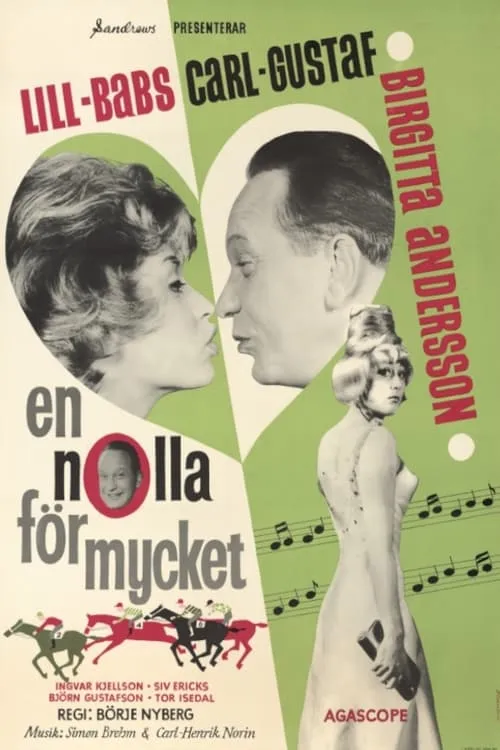 Sandrews PRESENTERAR
LILL-BABS CARL-GUSTAF
BIRGITTA ANDERSSON
en
nolla
för
mycket
INGVAR KJELLSON · SIV ERICKS
BJÖRN GUSTAFSON · TOR ISEDAL
REGI: BÖRJE NYBERG
Musik: Simon Brehm & Carl-Henrik Norin
AGASCOPE